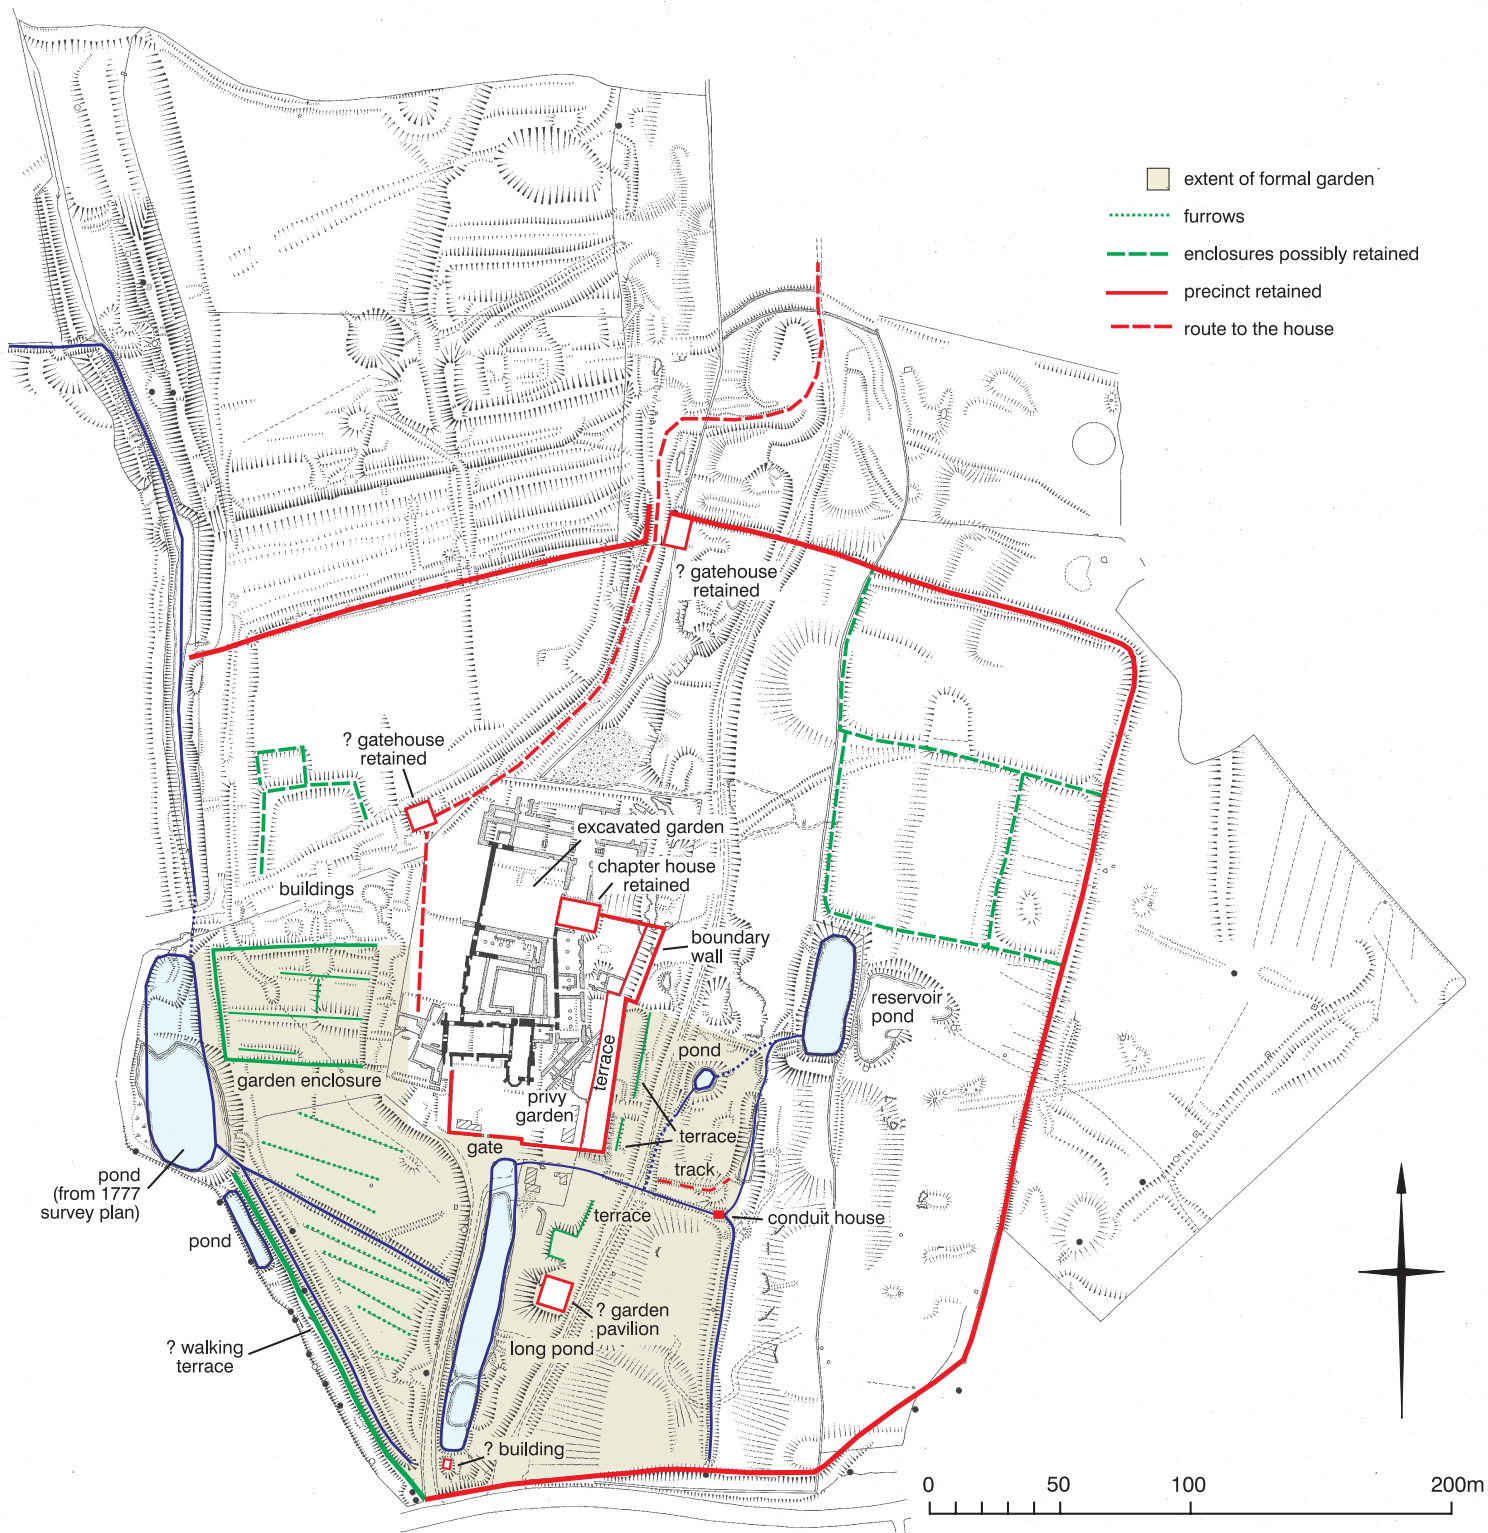 extent of formal garden
furrows
enclosures possibly retained
precinct retained
route to the house
? gatehouse
retained
? gatehouse
retained
excavated garden
chapter house
retained
buildings
boundary
wall
reservoir
pond
terrace
pond
garden enclosure
privy
garden
terrace
gate
track
pond
(from 1777
survey plan)
terrace
conduit house
pond
? garden
pavilion
long pond
? walking
terrace
? building
0 50 100 200m